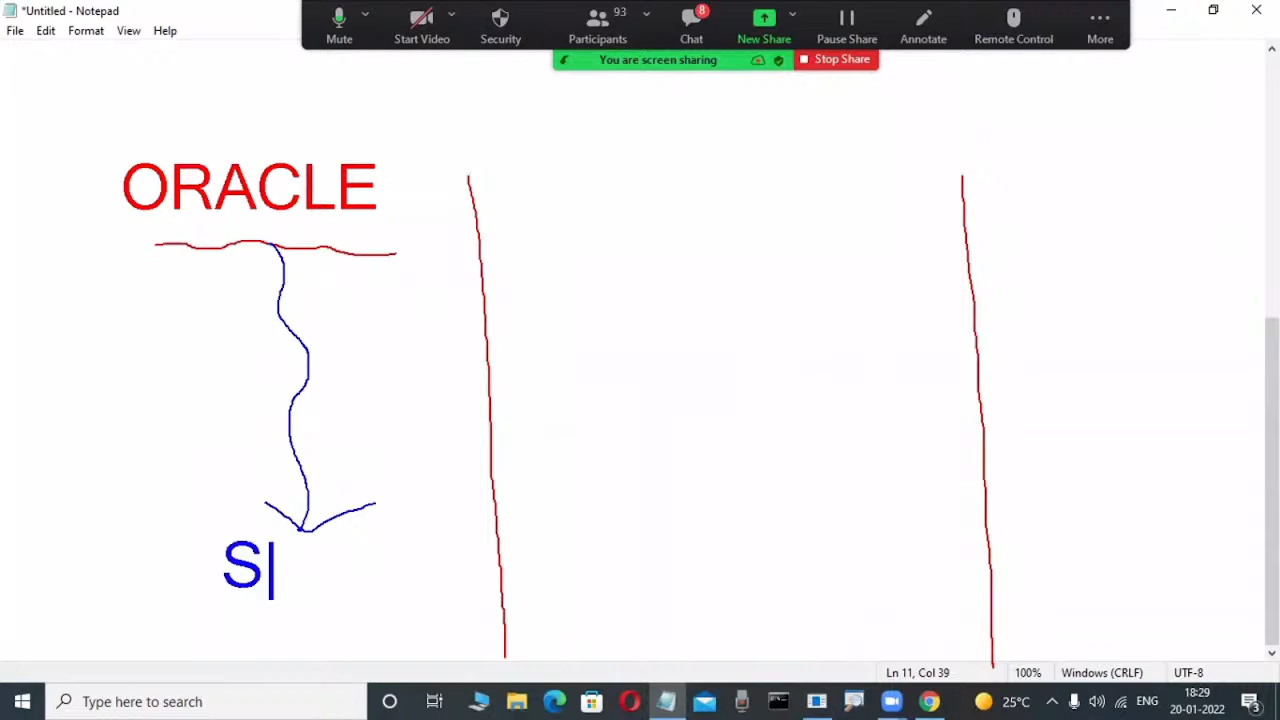 *Untitled - Notepad
File Edit Format View Help
93
8
Mute Start Video Security Participants Chat New Share Pause Share Annotate Remote Control More
You are screen sharing Stop Share
ORACLE
S
Ln 11, Col 39 100% Windows (CRLF) UTF-8
Type here to search
25°C ENG
18:29
20-01-2022
3